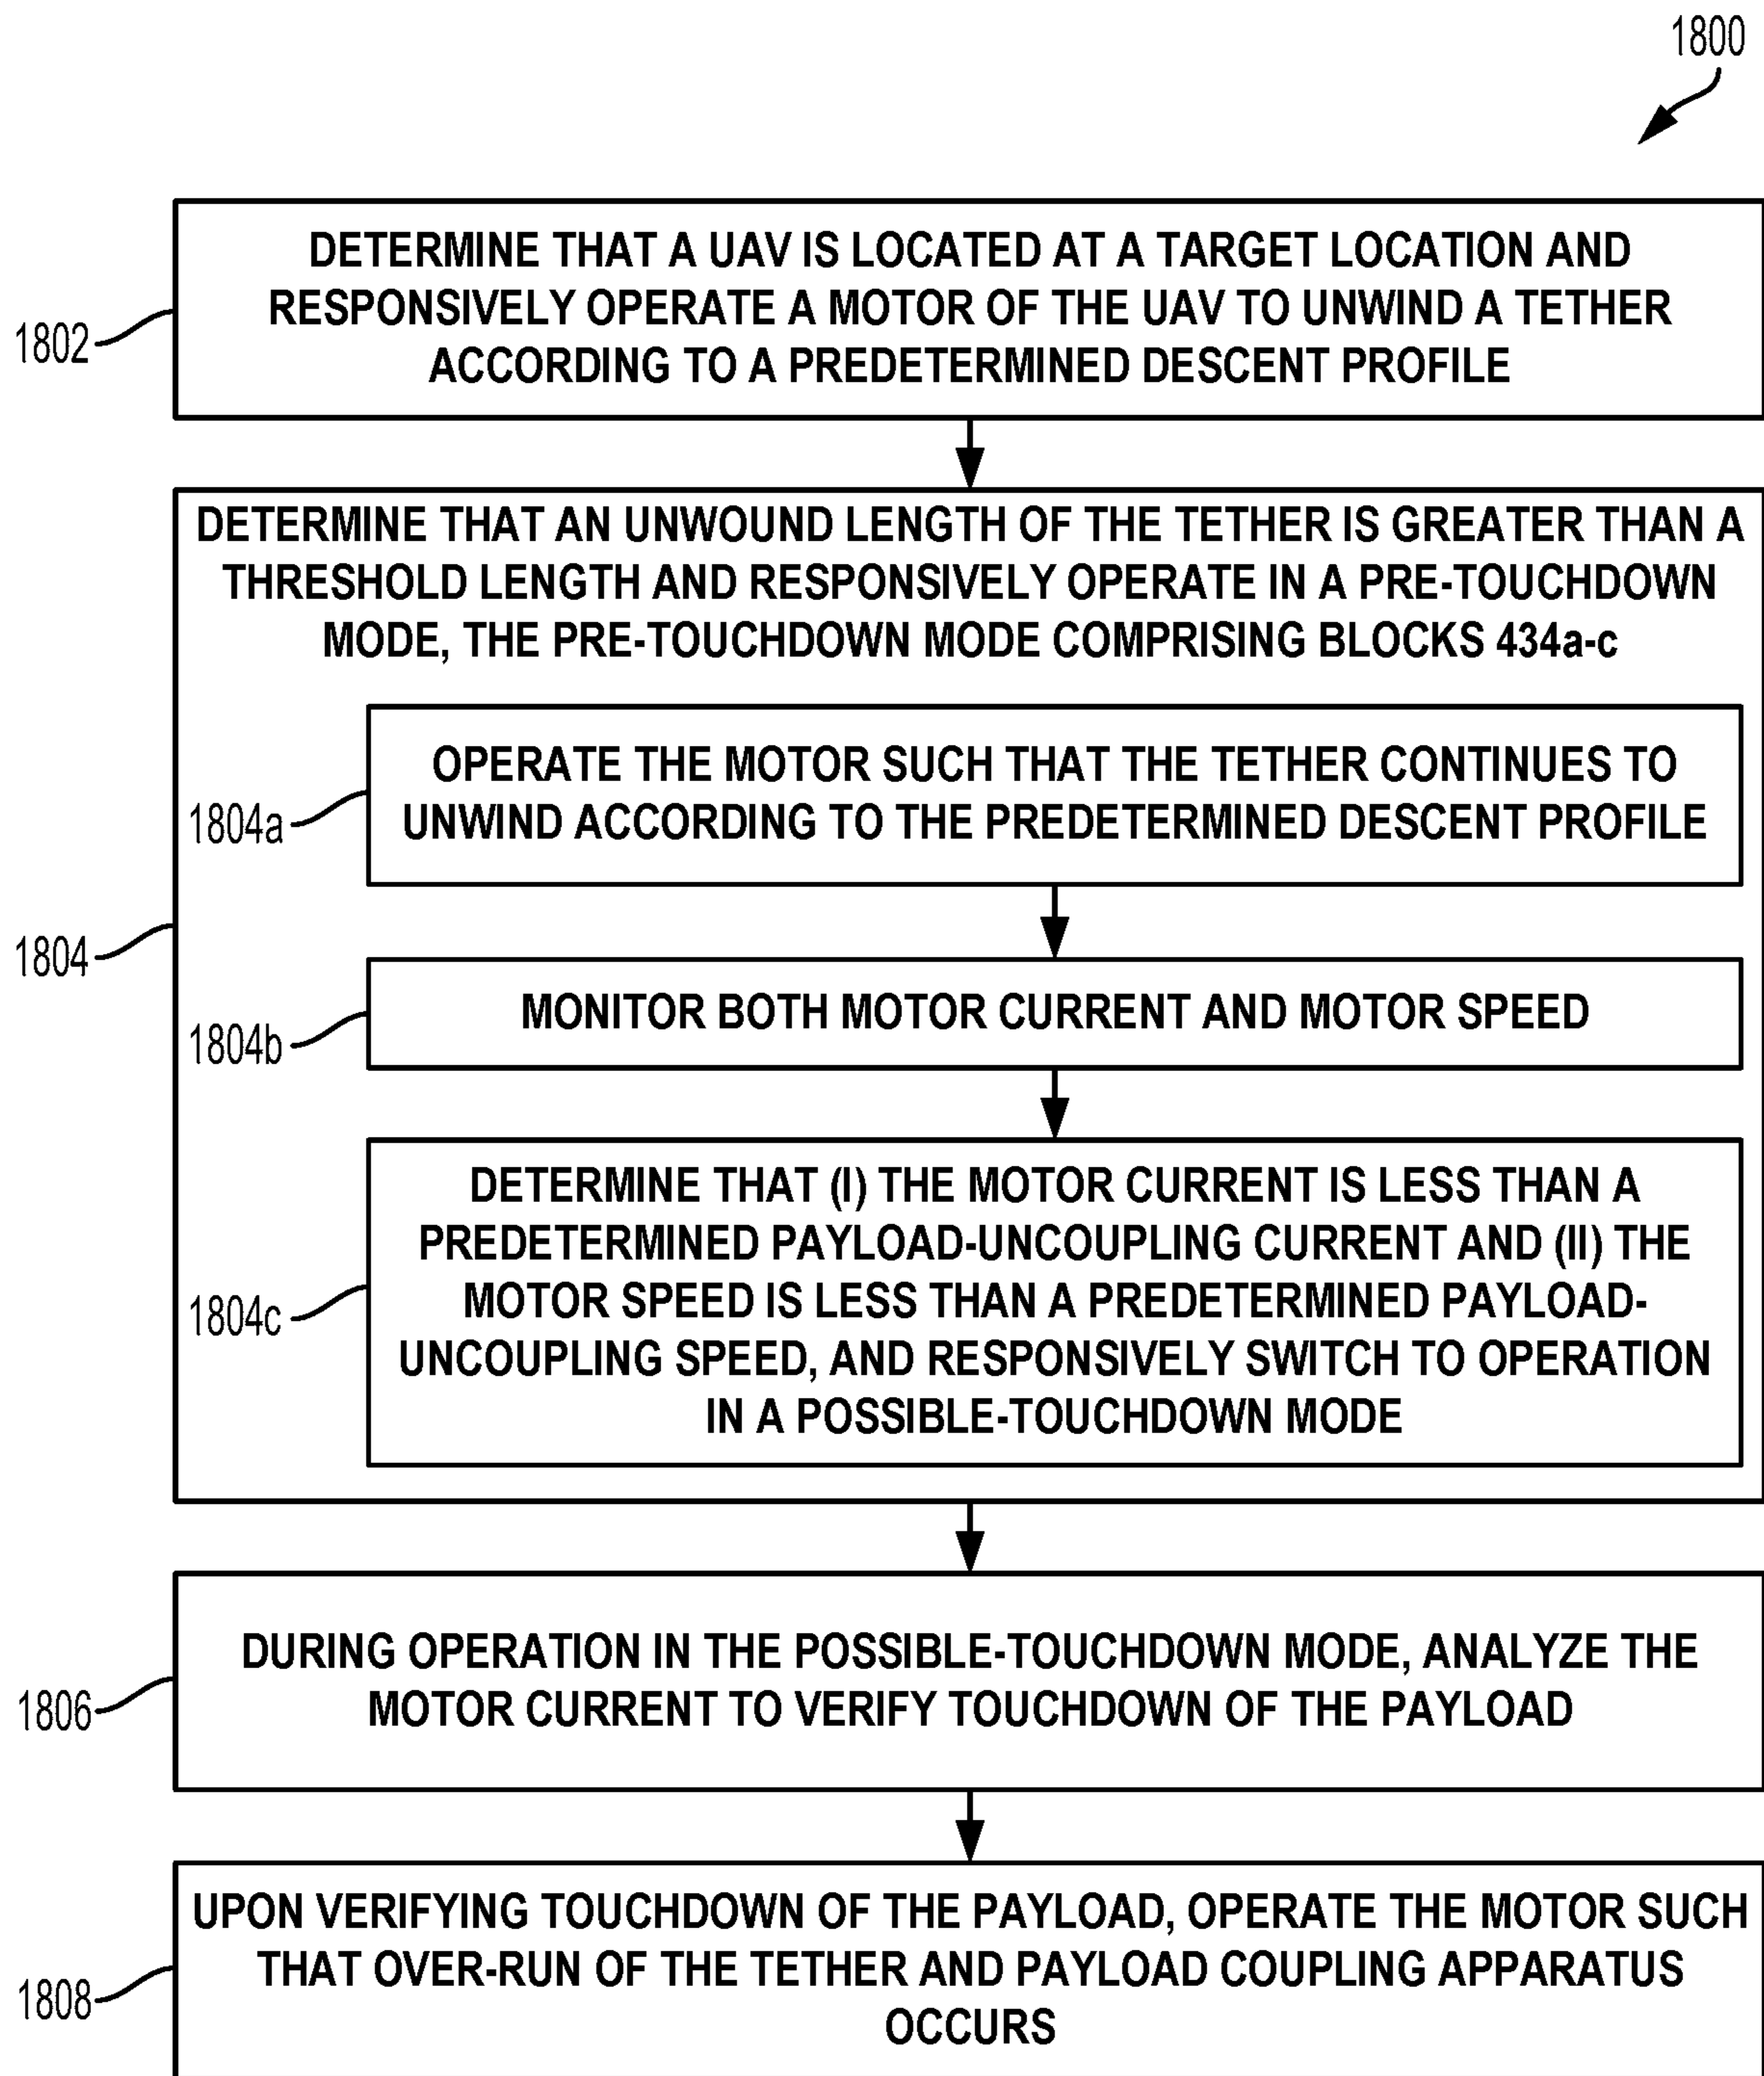 1800
DETERMINE THAT A UAV IS LOCATED AT A TARGET LOCATION AND
RESPONSIVELY OPERATE A MOTOR OF THE UAV TO UNWIND A TETHER
ACCORDING TO A PREDETERMINED DESCENT PROFILE
1802
DETERMINE THAT AN UNWOUND LENGTH OF THE TETHER IS GREATER THAN A
THRESHOLD LENGTH AND RESPONSIVELY OPERATE IN A PRE-TOUCHDOWN
MODE, THE PRE-TOUCHDOWN MODE COMPRISING BLOCKS 434a-c
OPERATE THE MOTOR SUCH THAT THE TETHER CONTINUES TO
UNWIND ACCORDING TO THE PREDETERMINED DESCENT PROFILE
1804a
1804
MONITOR BOTH MOTOR CURRENT AND MOTOR SPEED
1804b
DETERMINE THAT (I) THE MOTOR CURRENT IS LESS THAN A
PREDETERMINED PAYLOAD-UNCOUPLING CURRENT AND (II) THE
MOTOR SPEED IS LESS THAN A PREDETERMINED PAYLOAD-
UNCOUPLING SPEED, AND RESPONSIVELY SWITCH TO OPERATION
IN A POSSIBLE-TOUCHDOWN MODE
1804c
DURING OPERATION IN THE POSSIBLE-TOUCHDOWN MODE, ANALYZE THE
MOTOR CURRENT TO VERIFY TOUCHDOWN OF THE PAYLOAD
1806
UPON VERIFYING TOUCHDOWN OF THE PAYLOAD, OPERATE THE MOTOR SUCH
THAT OVER-RUN OF THE TETHER AND PAYLOAD COUPLING APPARATUS
OCCURS
1808